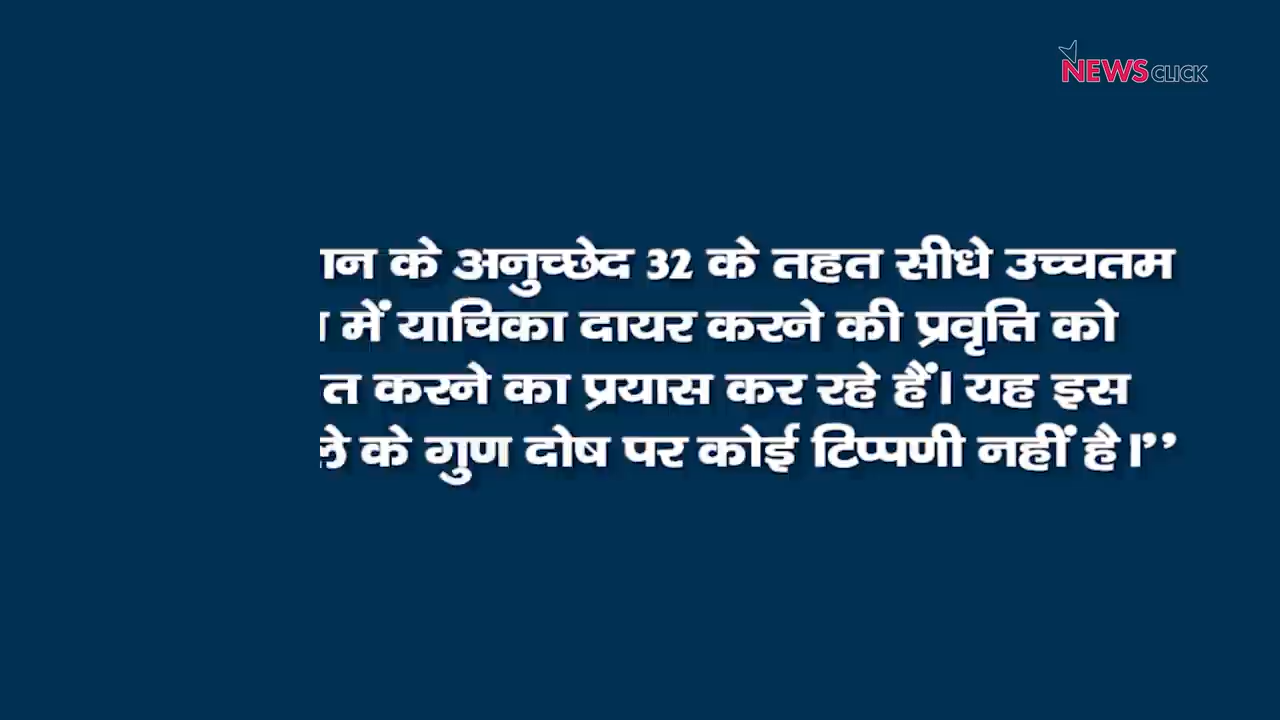 NEWSCLICK
के अनुच्छेद 32 के तहत सीधे उच्चतम
में याचिका दायर करने की प्रवृत्ति को
करने का प्रयास कर रहे हैं। यह इस
के गुण दोष पर कोई टिप्पणी नहीं है।”